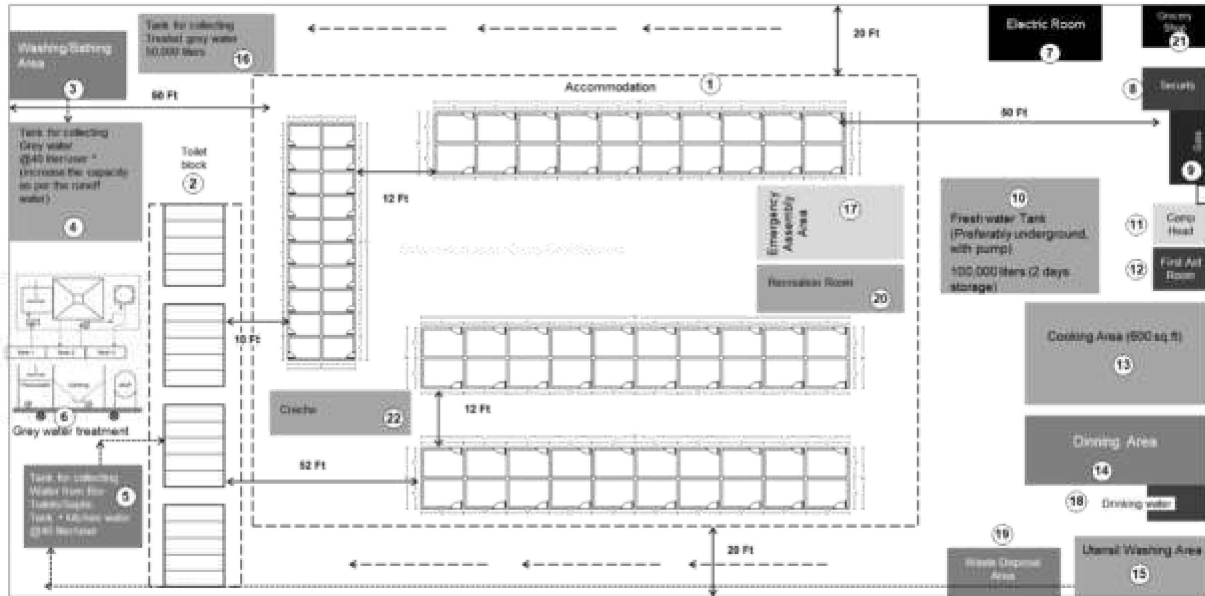 Tank for collecting
Treated grey water
50,000 liters
16
Washing/Bathing
Area
3
20 Ft
Electric Room
7
Grocery
Shop
21
Accommodation
1
60 Ft
50 Ft
8
Security
9
Tank for collecting
Grey water
@40 liter/user *
(increase the capacity
as per the runoff
water)
4
Toilet
block
2
12 Ft
Emergency
Assembly
Area
17
10
Fresh water Tank
(Preferably underground,
with pump)
100,000 liters (2 days
storage)
11
Camp
Head
12
First Aid
Room
Recreation Room
20
10 Ft
Cooking Area (600 sq.ft)
13
6
Grey water treatment
Creche
22
12 Ft
Dinning Area
14
52 Ft
Tank for collecting
Water from Bio
Toilets/Septic
Tank + Kitchen water
@40 liter/user
5
18
Drinking water
20 Ft
19
Waste Disposal
Area
Utensil Washing Area
15